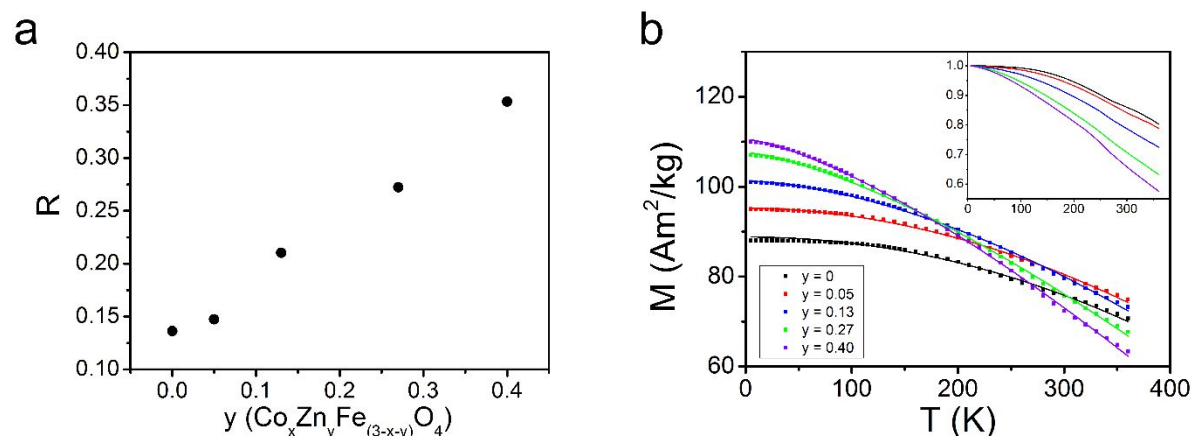 a
0.40
0.35
0.30
0.25
0.20
0.15
0.10
R
0.0 0.1 0.2 0.3 0.4
y (CoxZnyFe(3-x-y)O4)
b
120
110
100
90
80
70
60
M (Am²/kg)
0 100 200 300 400
T (K)
y = 0
y = 0.05
y = 0.13
y = 0.27
y = 0.40
1.0
0.9
0.8
0.7
0.6
0 100 200 300